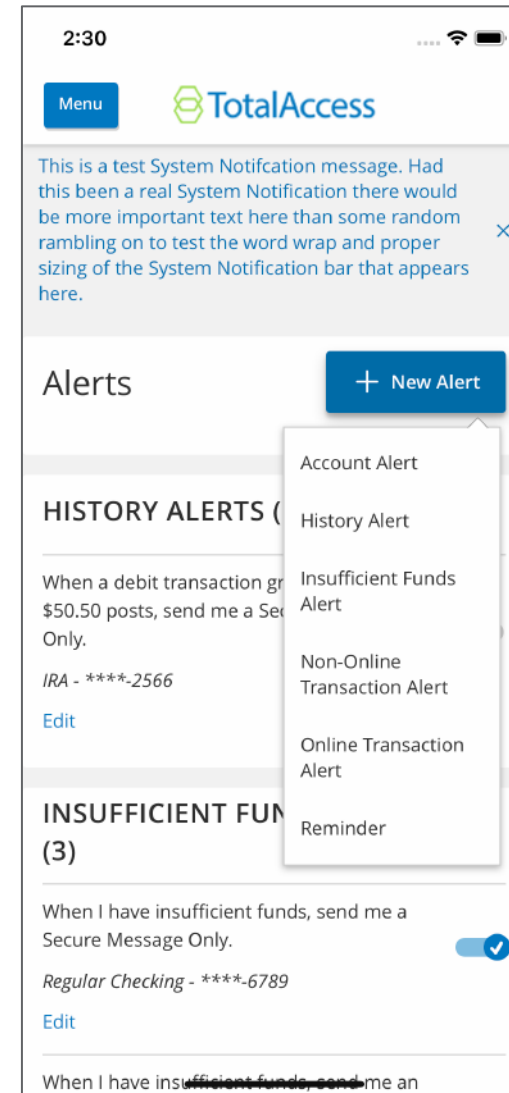 2:30
Menu
TotalAccess
This is a test System Notifcation message. Had
this been a real System Notification there would
be more important text here than some random
rambling on to test the word wrap and proper
sizing of the System Notification bar that appears
here.
Alerts
New Alert
Account Alert
History Alert
Insufficient Funds
Alert
Non-Online
Transaction Alert
Online Transaction
Alert
Reminder
HISTORY ALERTS (
When a debit transaction gr
$50.50 posts, send me a Sec
Only.
IRA - ****-2566
Edit
INSUFFICIENT FUN
(3)
When I have insufficient funds, send me a
Secure Message Only.
Regular Checking - ****-6789
Edit
When I have insufficient funds, send me an